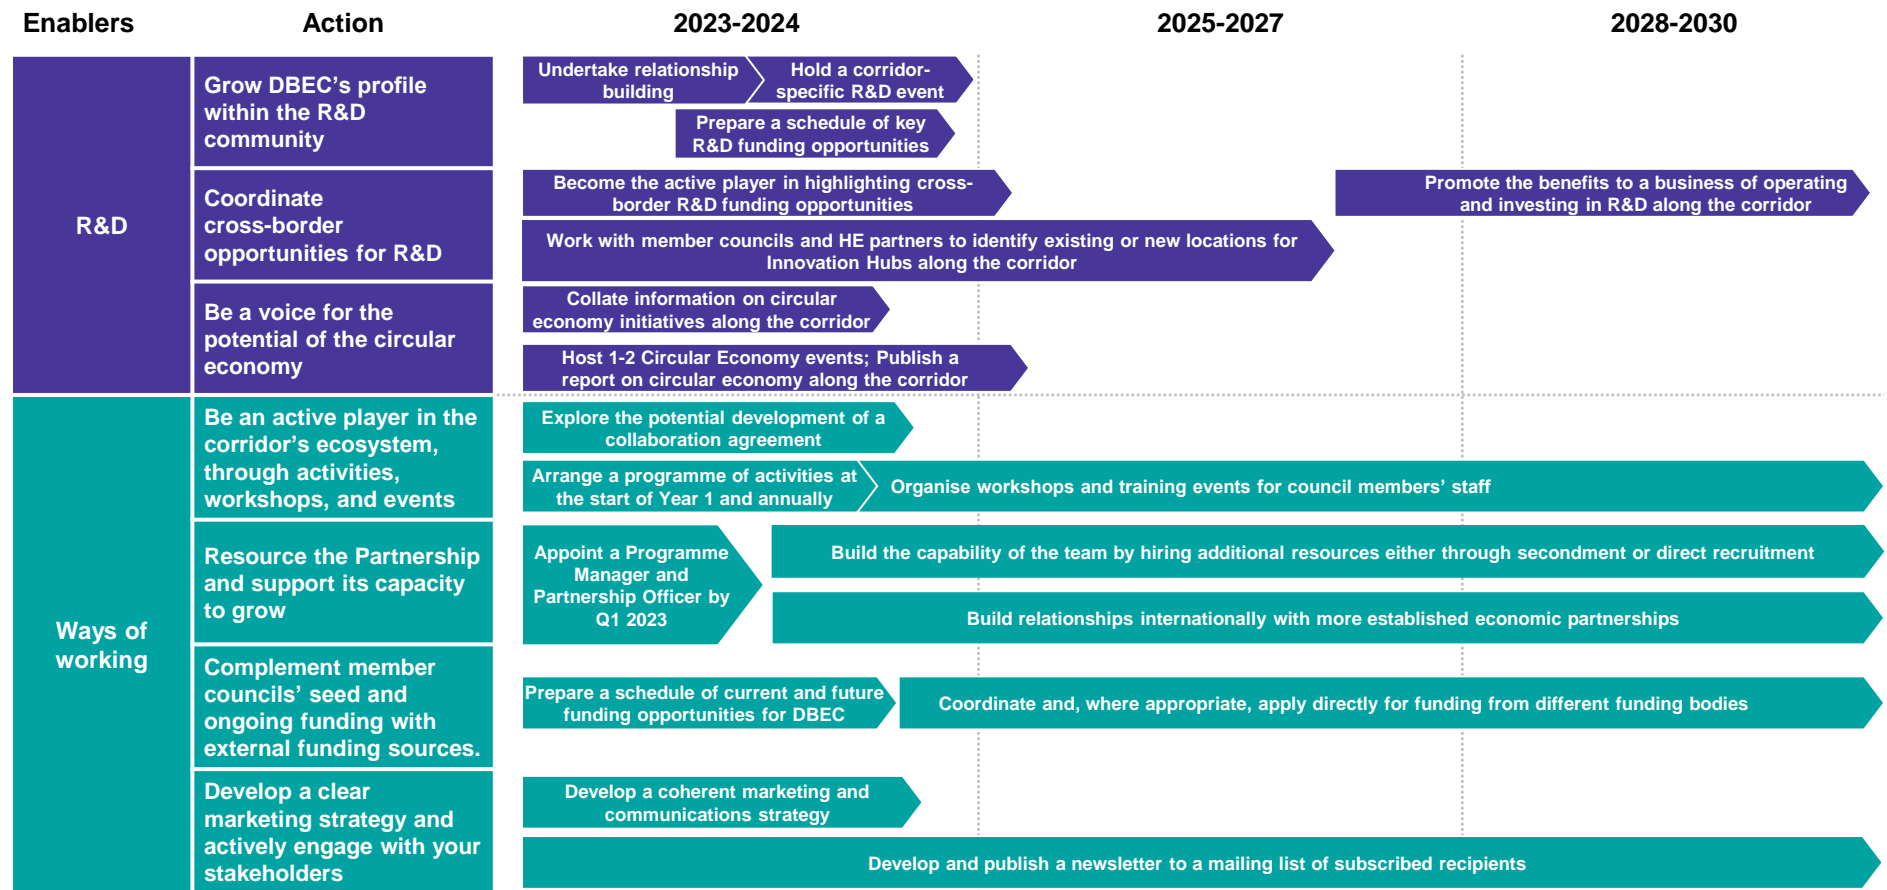 Enablers
Action
2023-2024
2025-2027
2028-2030
R&D
Grow DBEC’s profile
within the R&D
community
Undertake relationship
building
Hold a corridor-
specific R&D event
Prepare a schedule of key
R&D funding opportunities
Coordinate
cross-border
opportunities for R&D
Become the active player in highlighting cross-
border R&D funding opportunities
Promote the benefits to a business of operating
and investing in R&D along the corridor
Work with member councils and HE partners to identify existing or new locations for
Innovation Hubs along the corridor
Be a voice for the
potential of the circular
economy
Collate information on circular
economy initiatives along the corridor
Host 1-2 Circular Economy events; Publish a
report on circular economy along the corridor
Ways of
working
Be an active player in the
corridor’s ecosystem,
through activities,
workshops, and events
Explore the potential development of a
collaboration agreement
Arrange a programme of activities at
the start of Year 1 and annually
Organise workshops and training events for council members’ staff
Resource the Partnership
and support its capacity
to grow
Appoint a Programme
Manager and
Partnership Officer by
Q1 2023
Build the capability of the team by hiring additional resources either through secondment or direct recruitment
Build relationships internationally with more established economic partnerships
Complement member
councils’ seed and
ongoing funding with
external funding sources.
Prepare a schedule of current and future
funding opportunities for DBEC
Coordinate and, where appropriate, apply directly for funding from different funding bodies
Develop a clear
marketing strategy and
actively engage with your
stakeholders
Develop a coherent marketing and
communications strategy
Develop and publish a newsletter to a mailing list of subscribed recipients